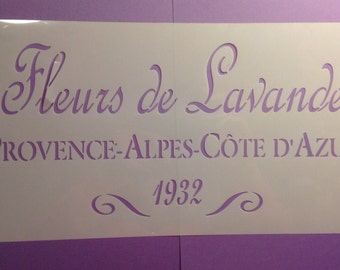 Fleurs de Lavande
PROVENCE-ALPES-CÔTE D'AZU
1932